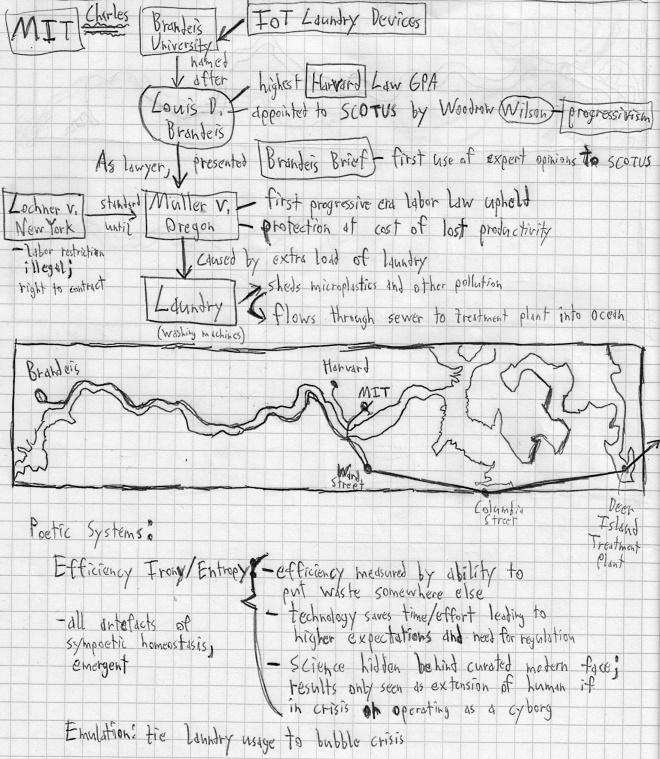 MIT Charles Brandeis University IoT Laundry Devices
named after
Louis D. Brandeis
highest Harvard Law GPA
appointed to SCOTUS by Woodrow Wilson progressivism
As lawyer, presented Brandeis Brief first use of expert opinions to SCOTUS
Lochner v. New York
- labor restriction illegal;
right to contract
standard until
Muller v. Oregon
first progressive era labor law upheld
protection at cost of lost productivity
caused by extra load of laundry
Laundry
(washing machines)
sheds microplastics and other pollution
flows through sewer to treatment plant into ocean
Brandeis
Harvard
MIT
Ward Street
Columbia Street
Deer Island Treatment Plant
Poetic Systems:
Efficiency Irony/Entropy:
- all artefacts of
sympoetic homeostasis,
emergent
- efficiency measured by ability to
put waste somewhere else
- technology saves time/effort leading to
higher expectations and need for regulation
- science hidden behind curated modern face;
results only seen as extension of human if
in crisis or operating as a cyborg
Emulation: tie laundry usage to bubble crisis